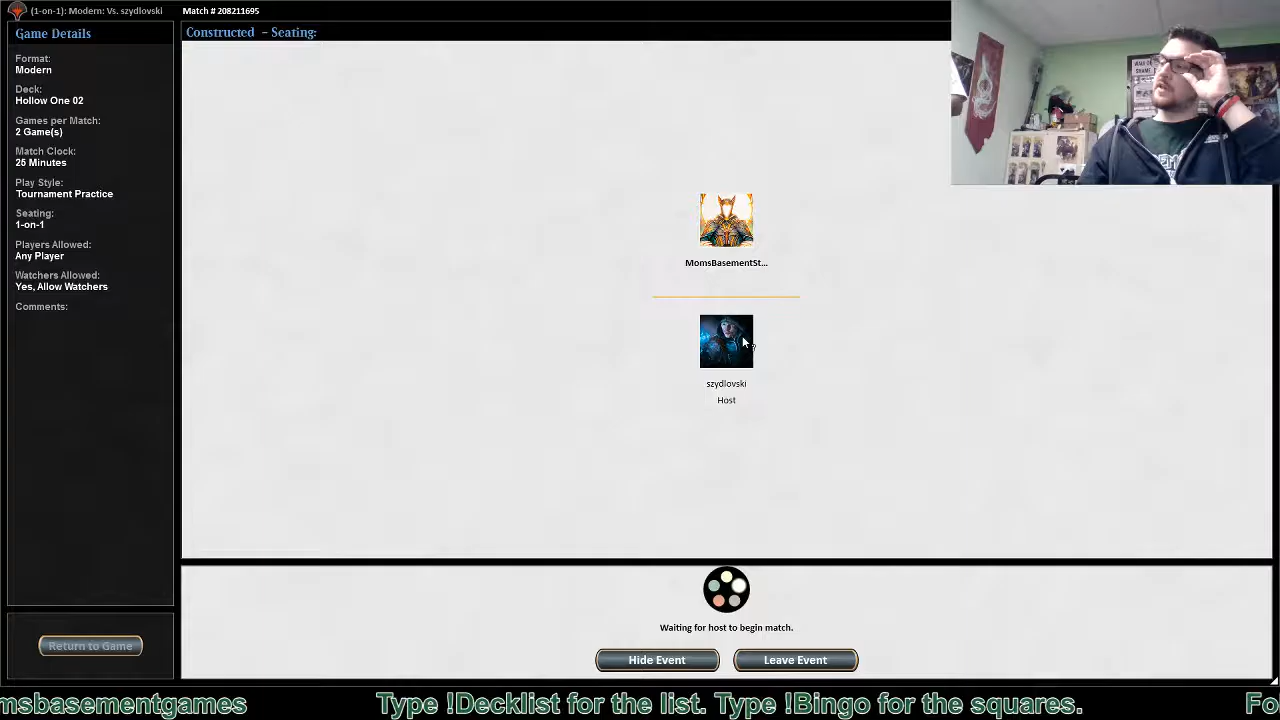 (1-on-1): Modern: Vs. szydlovski
Match # 208211695
Game Details
Format:
Modern
Deck:
Hollow One 02
Games per Match:
2 Game(s)
Match Clock:
25 Minutes
Play Style:
Tournament Practice
Seating:
1-on-1
Players Allowed:
Any Player
Watchers Allowed:
Yes, Allow Watchers
Comments:
Return to Game
Constructed - Seating:
MomsBasementSt...
szydlovski
Host
Waiting for host to begin match.
Hide Event
Leave Event
msbasementgames Type !Decklist for the list. Type !Bingo for the squares. Fo